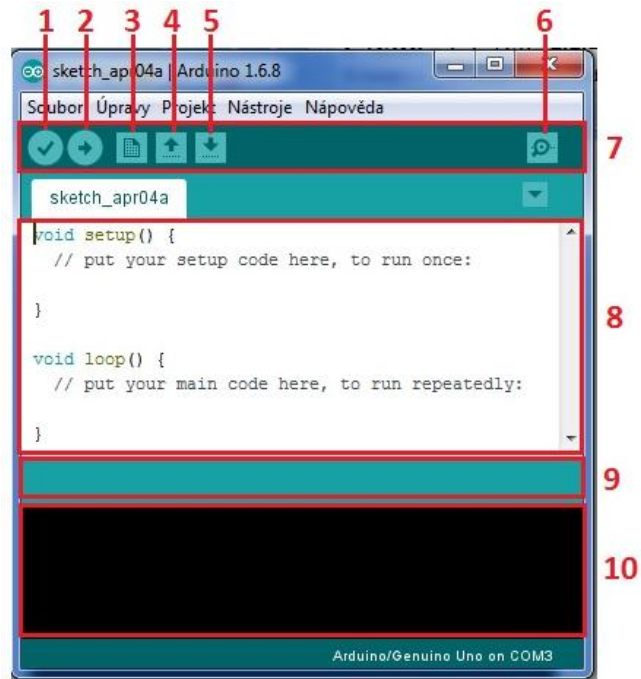 1 2 3 4 5 6
sketch_apr04a | Arduino 1.6.8
Soubor Úpravy Projekt Nástroje Nápověda
7
sketch_apr04a
void setup() {
// put your setup code here, to run once:
}
8
void loop() {
// put your main code here, to run repeatedly:
}
9
10
Arduino/Genuino Uno on COM3